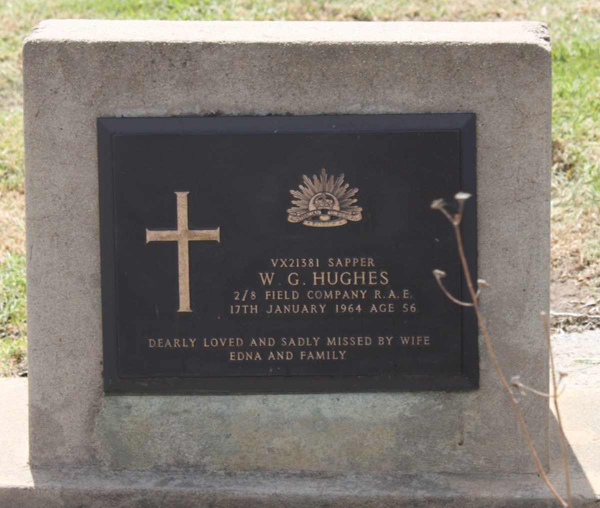 VX21381 SAPPER
W. G. HUGHES
2/8 FIELD COMPANY R.A.E.
17TH JANUARY 1964 AGE 56
DEARLY LOVED AND SADLY MISSED BY WIFE
EDNA AND FAMILY